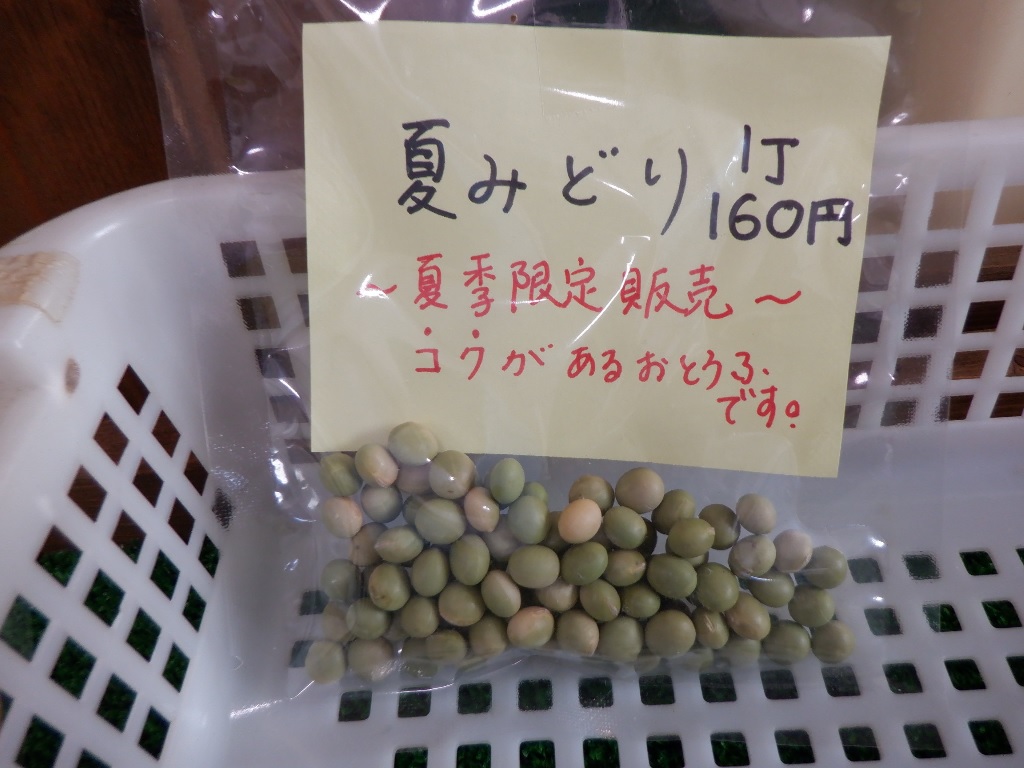 夏みどり 1丁
160円
～夏季限定販売～
コクがあるおとうふ
です。